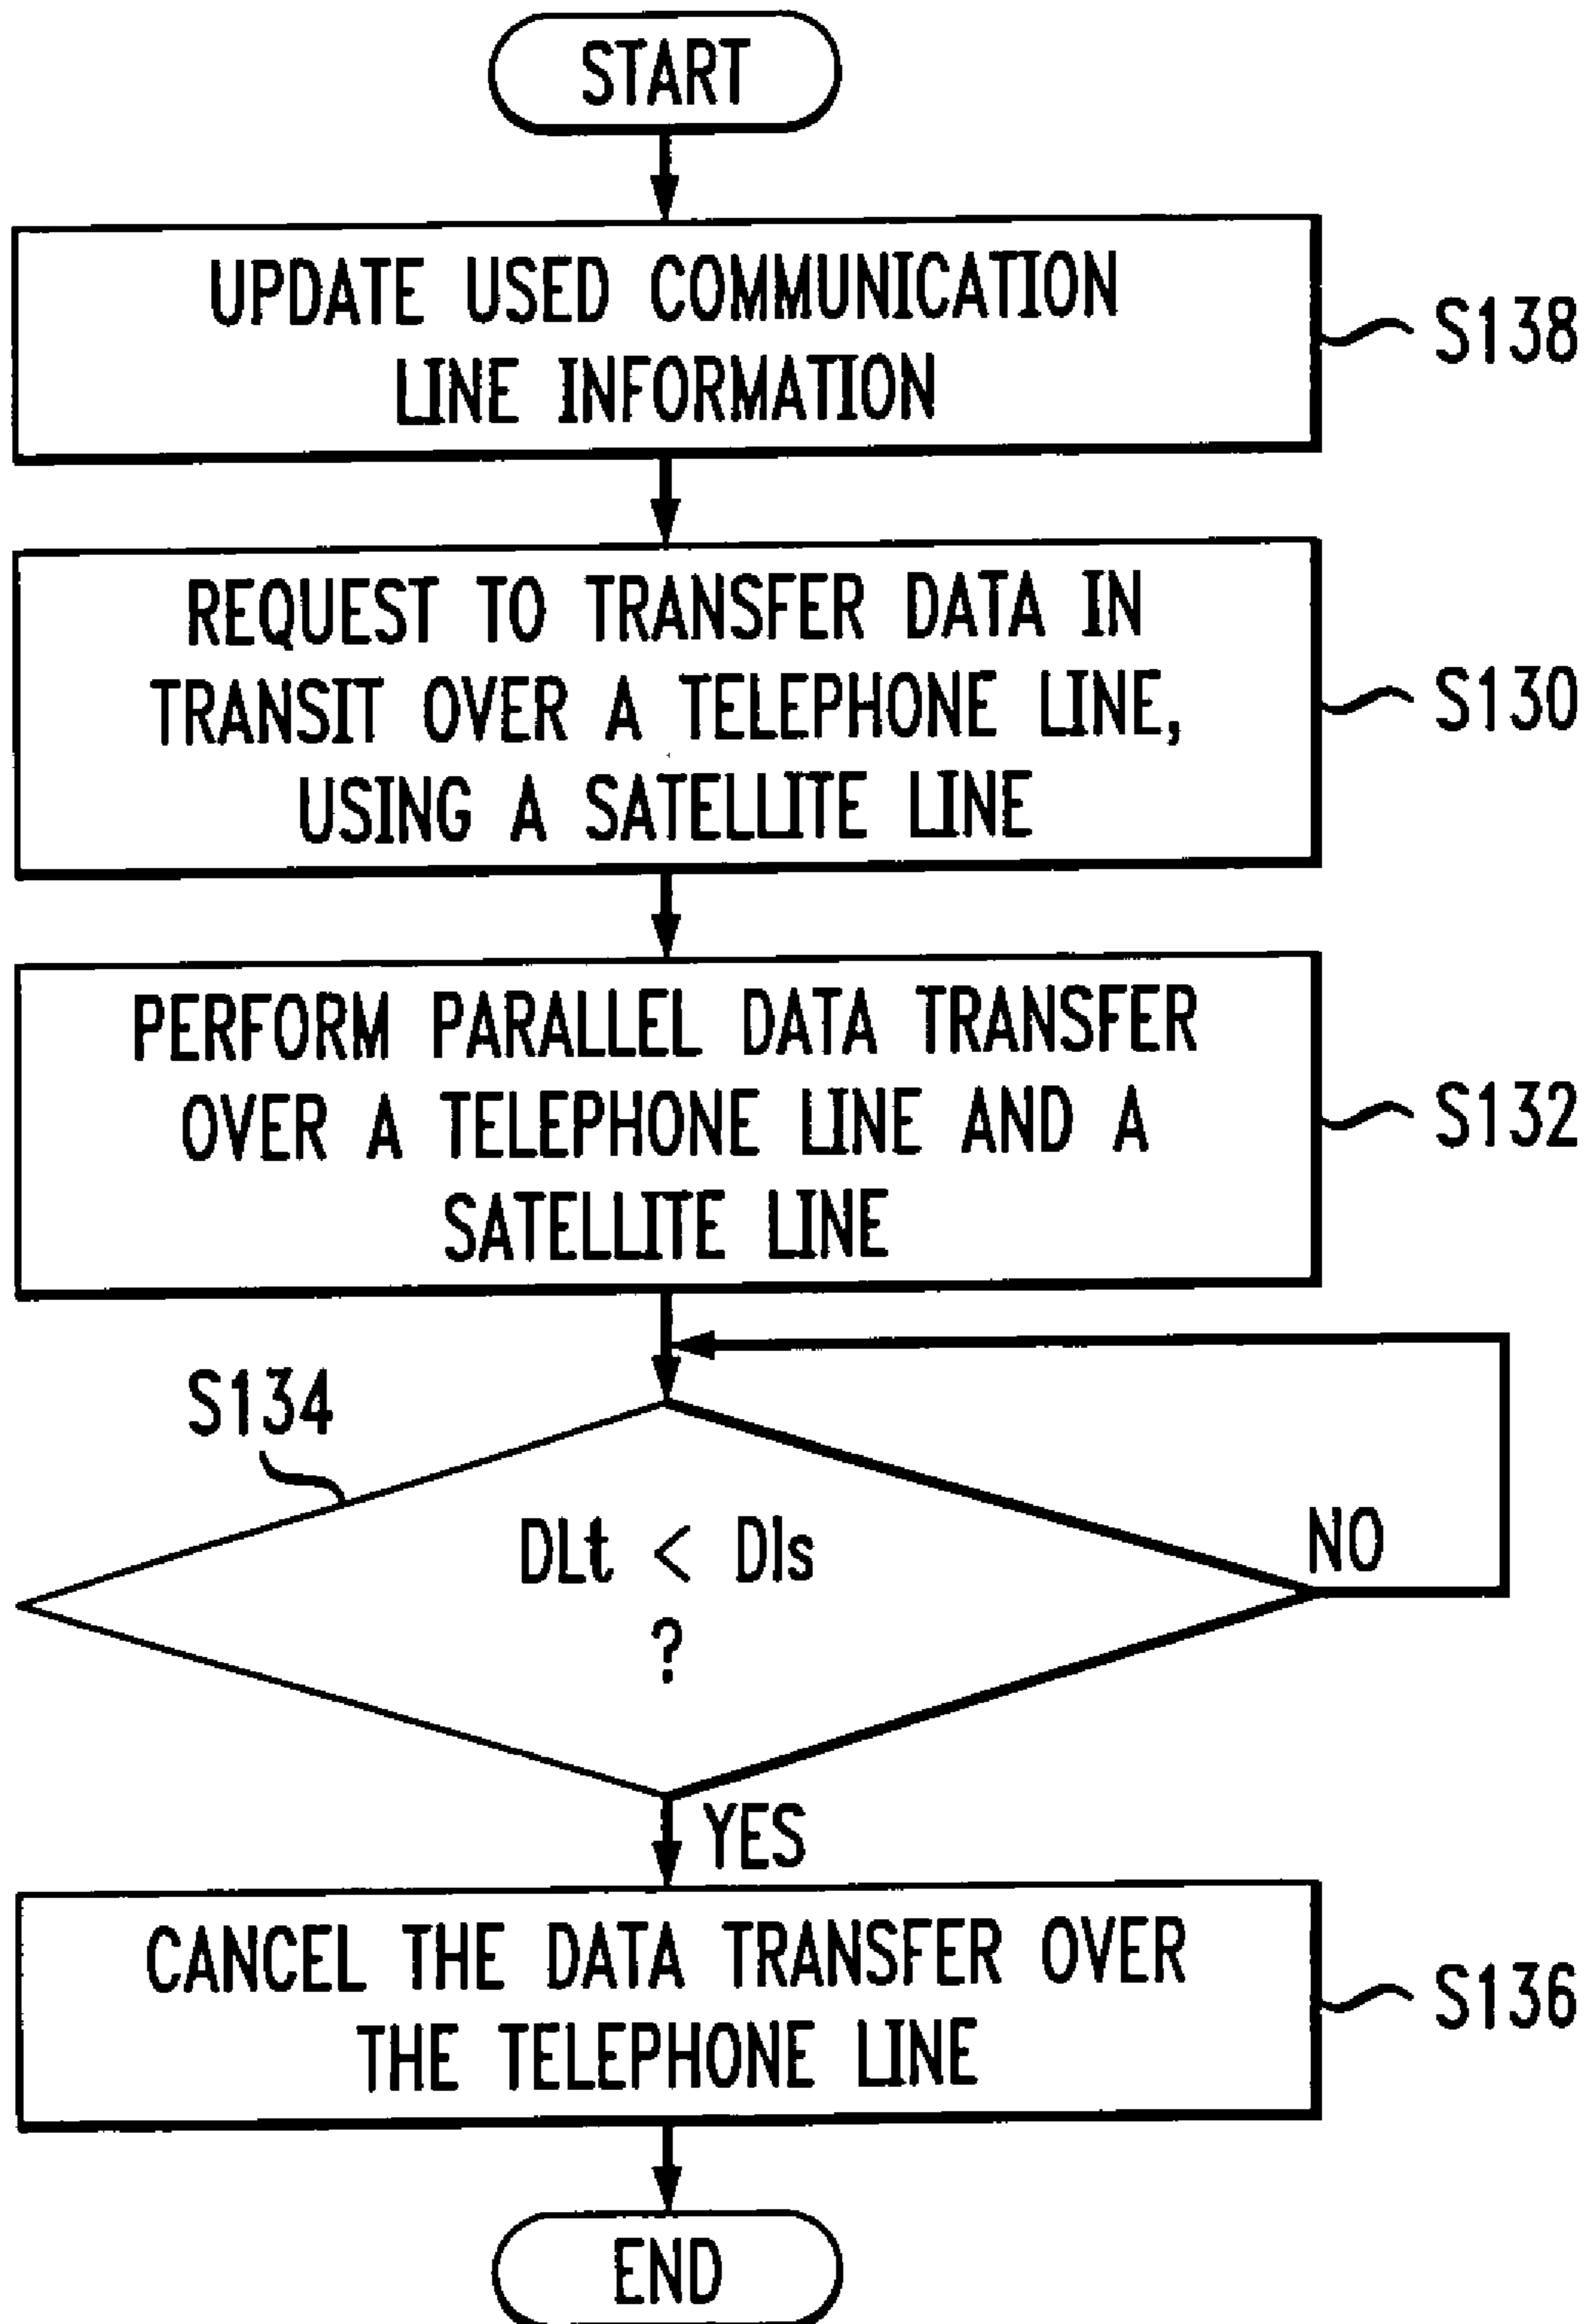 START
UPDATE USED COMMUNICATION
LINE INFORMATION
S138
REQUEST TO TRANSFER DATA IN
TRANSIT OVER A TELEPHONE LINE,
USING A SATELLITE LINE
S130
PERFORM PARALLEL DATA TRANSFER
OVER A TELEPHONE LINE AND A
SATELLITE LINE
S132
S134
DLt < Dls
?
NO
YES
CANCEL THE DATA TRANSFER OVER
THE TELEPHONE LINE
S136
END